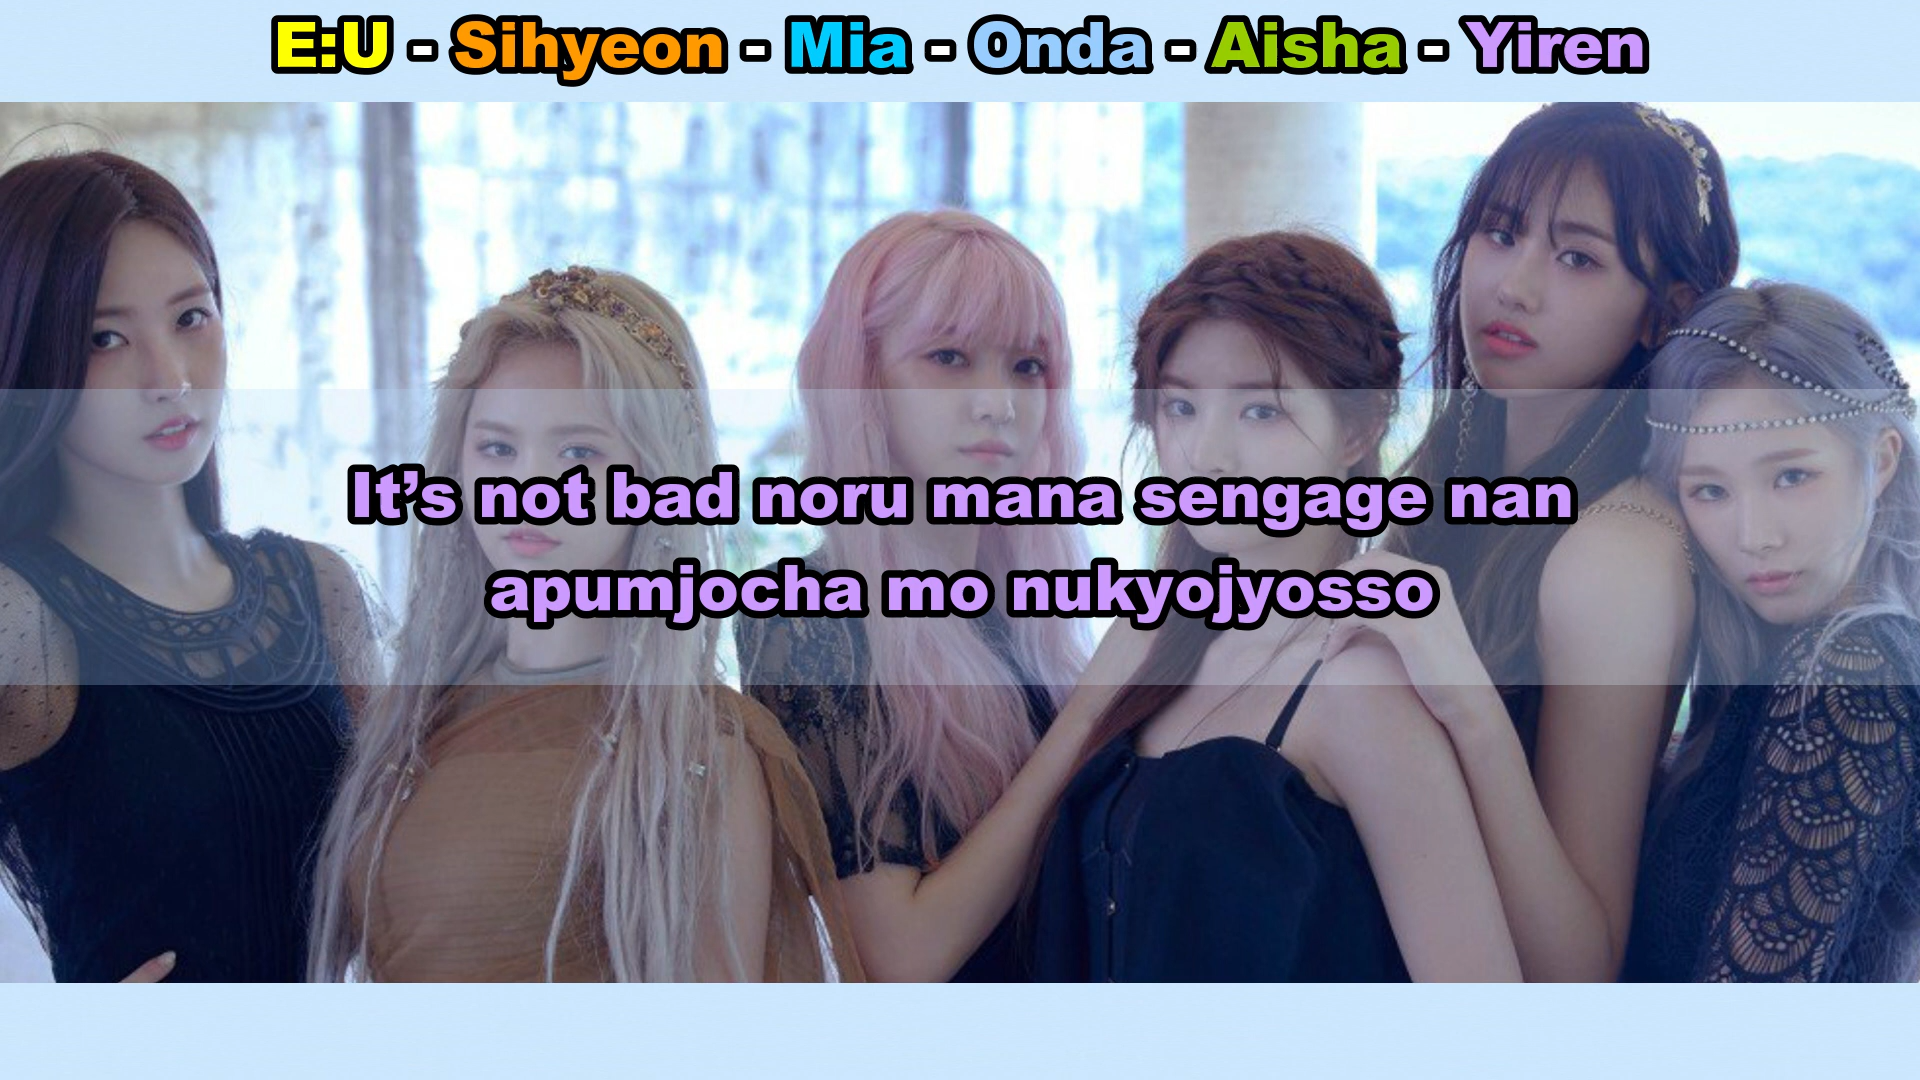 E:U - Sihyeon - Mia - Onda - Aisha - Yiren
It’s not bad noru mana sengage nan
apumjocha mo nukyojyosso